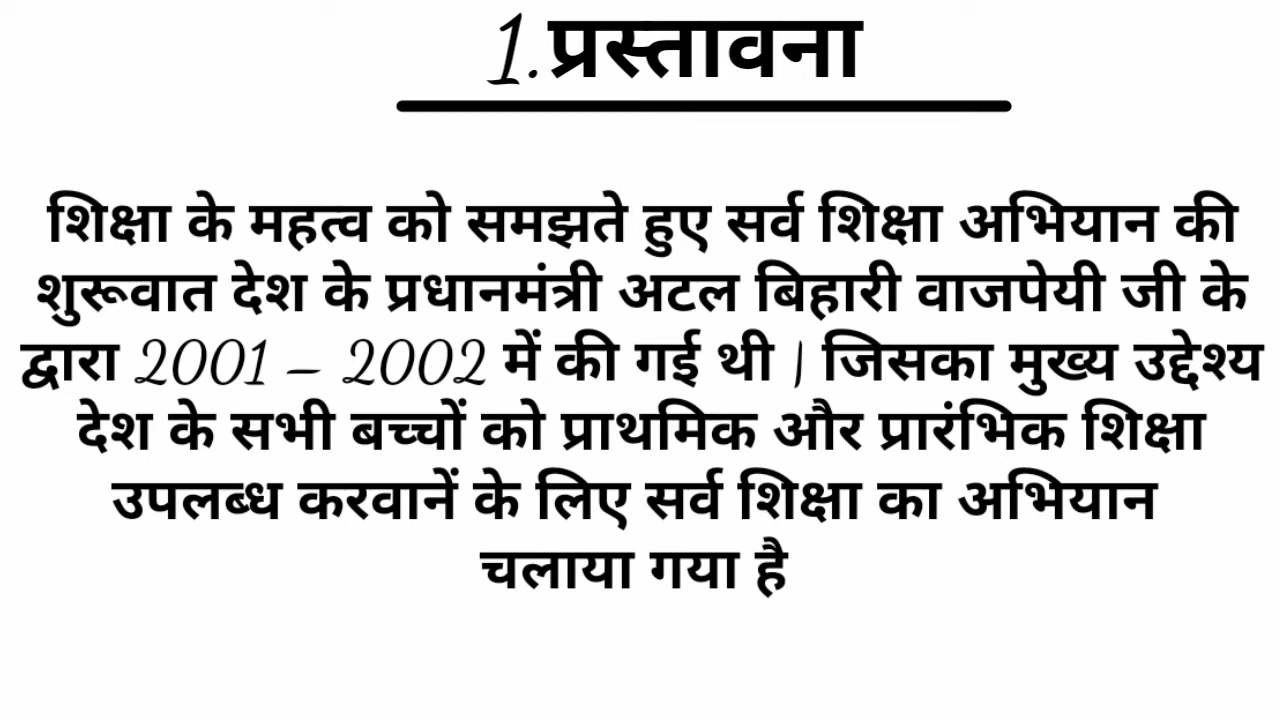 1.प्रस्तावना
शिक्षा के महत्व को समझते हुए सर्व शिक्षा अभियान की
शुरूवात देश के प्रधानमंत्री अटल बिहारी वाजपेयी जी के
द्वारा 2001 – 2002 में की गई थी | जिसका मुख्य उद्देश्य
देश के सभी बच्चों को प्राथमिक और प्रारंभिक शिक्षा
उपलब्ध करवानें के लिए सर्व शिक्षा का अभियान
चलाया गया है